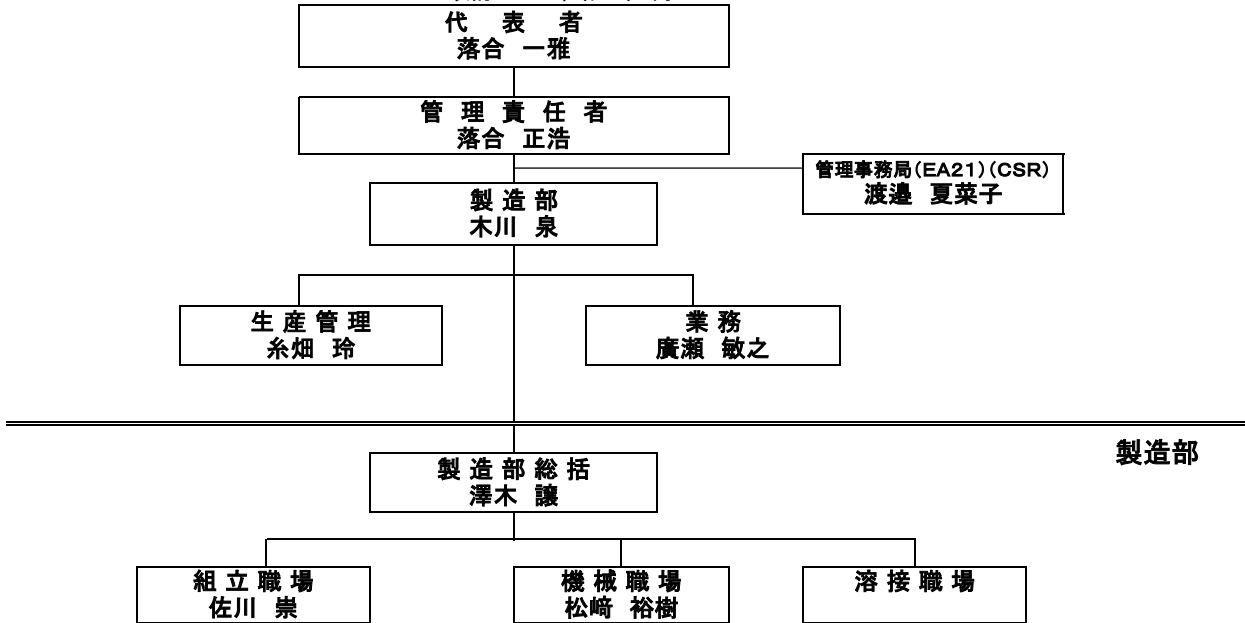 代 表 者
落合 一雅
管 理 責 任 者
落合 正浩
管理事務局(EA21)(CSR)
渡邉 夏菜子
製 造 部
木川 泉
生 産 管 理
糸畑 玲
業 務
廣瀬 敏之
製造部
製 造 部 総 括
澤木 譲
組 立 職 場
佐川 崇
機 械 職 場
松﨑 裕樹
溶 接 職 場